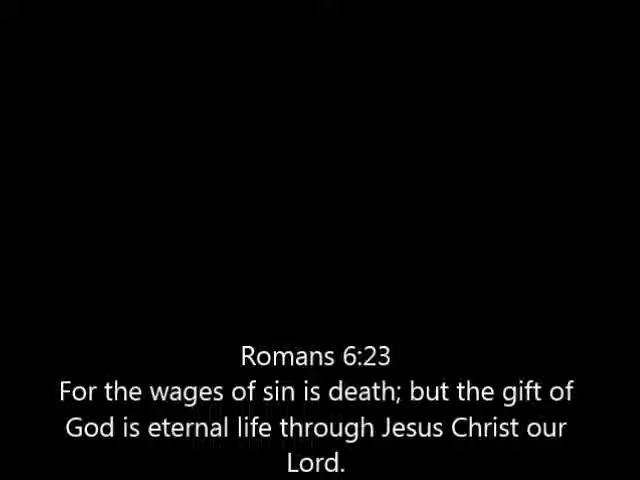 Romans 6:23
For the wages of sin is death; but the gift of
God is eternal life through Jesus Christ our
Lord.